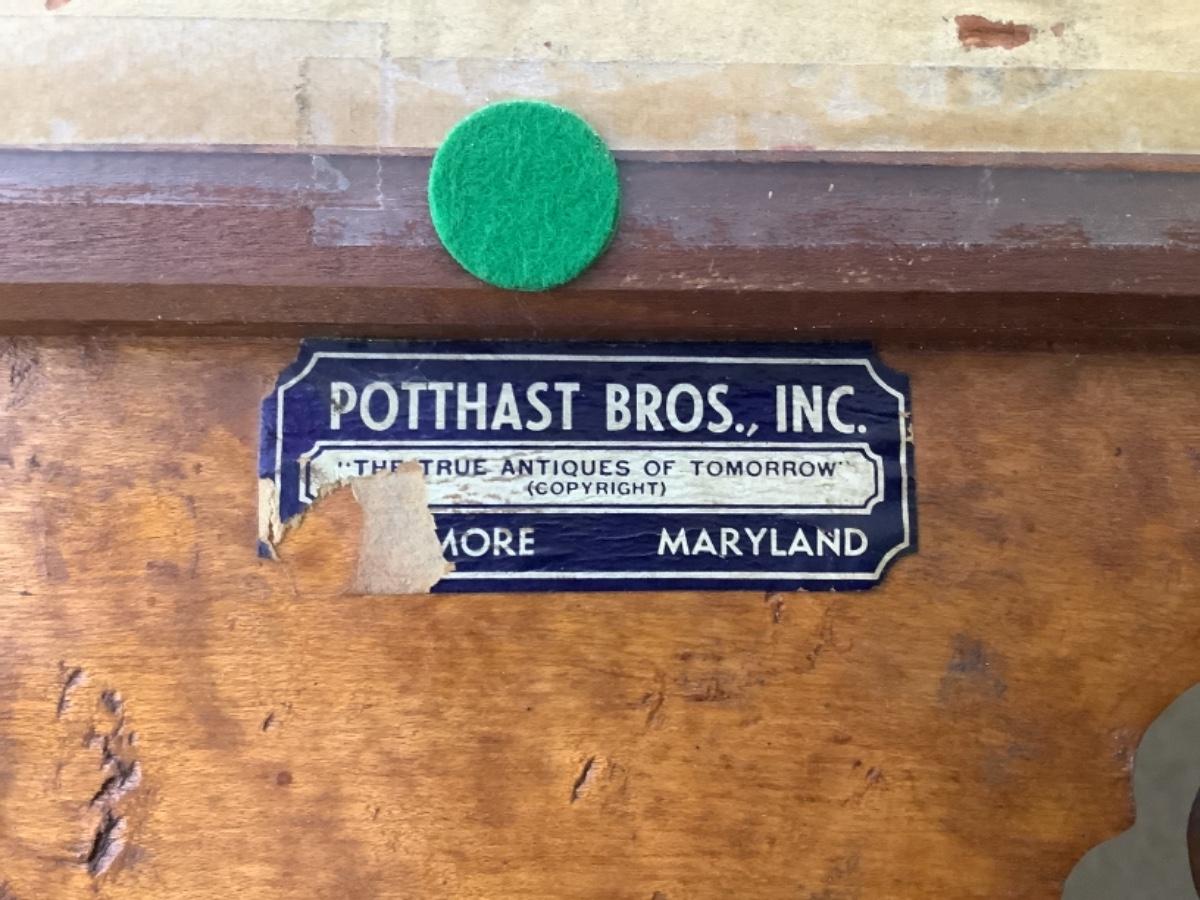 POTTHAST BROS., INC.
"THE TRUE ANTIQUES OF TOMORROW"
(COPYRIGHT)
MORE MARYLAND